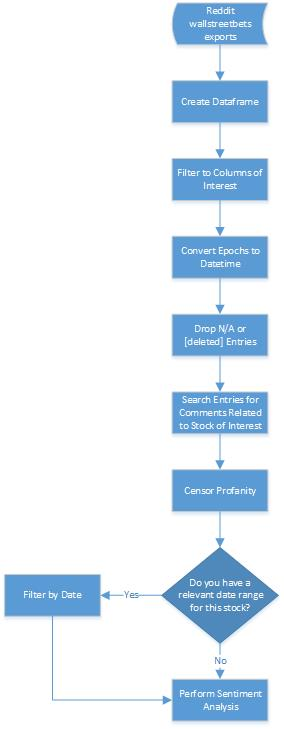 Reddit
wallstreetbets
exports
Create Dataframe
Filter to Columns of
Interest
Convert Epochs to
Datetime
Drop N/A or
[deleted] Entries
Search Entries for
Comments Related
to Stock of Interest
Censor Profanity
Do you have a
relevant date range
for this stock?
Yes
Filter by Date
No
Perform Sentiment
Analysis